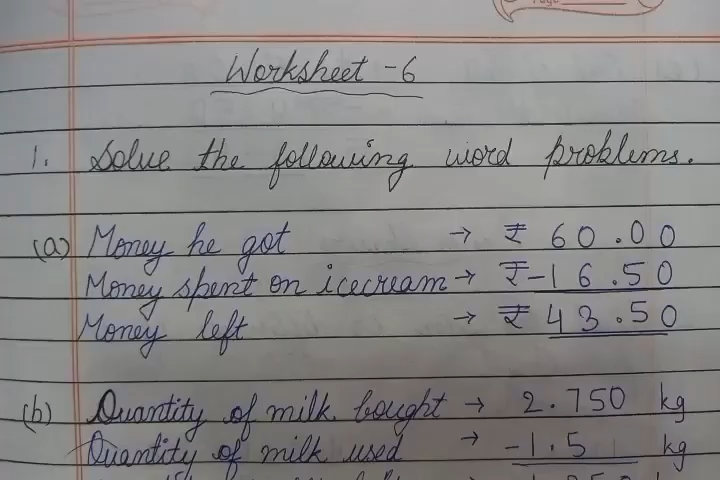 Worksheet - 6
1. Solve the following word problems.
(a) Money he got → ₹ 60.00
Money spent on icecream → ₹ -16.50
Money left → ₹ 43.50
(b) Quantity of milk bought → 2.750 kg
Quantity of milk used → -1.5 kg